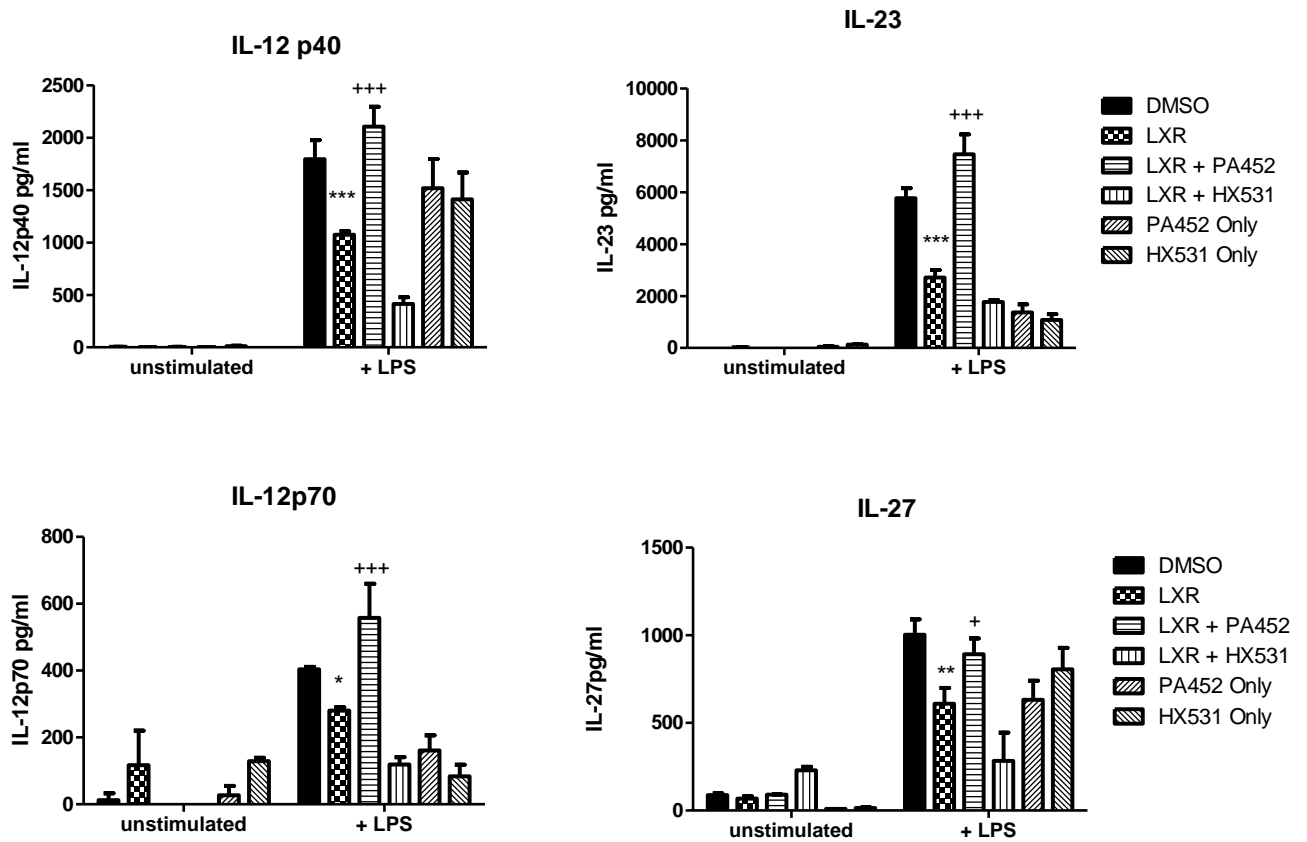 IL-12 p40
IL-12p40 pg/ml
2500
2000
1500
1000
500
0
***
+++
unstimulated
+ LPS
IL-23
IL-23 pg/ml
10000
8000
6000
4000
2000
0
***
+++
unstimulated
+ LPS
DMSO
LXR
LXR + PA452
LXR + HX531
PA452 Only
HX531 Only
IL-12p70
IL-12p70 pg/ml
800
600
400
200
0
*
+++
unstimulated
+ LPS
IL-27
IL-27pg/ml
1500
1000
500
0
**
+
unstimulated
+ LPS
DMSO
LXR
LXR + PA452
LXR + HX531
PA452 Only
HX531 Only